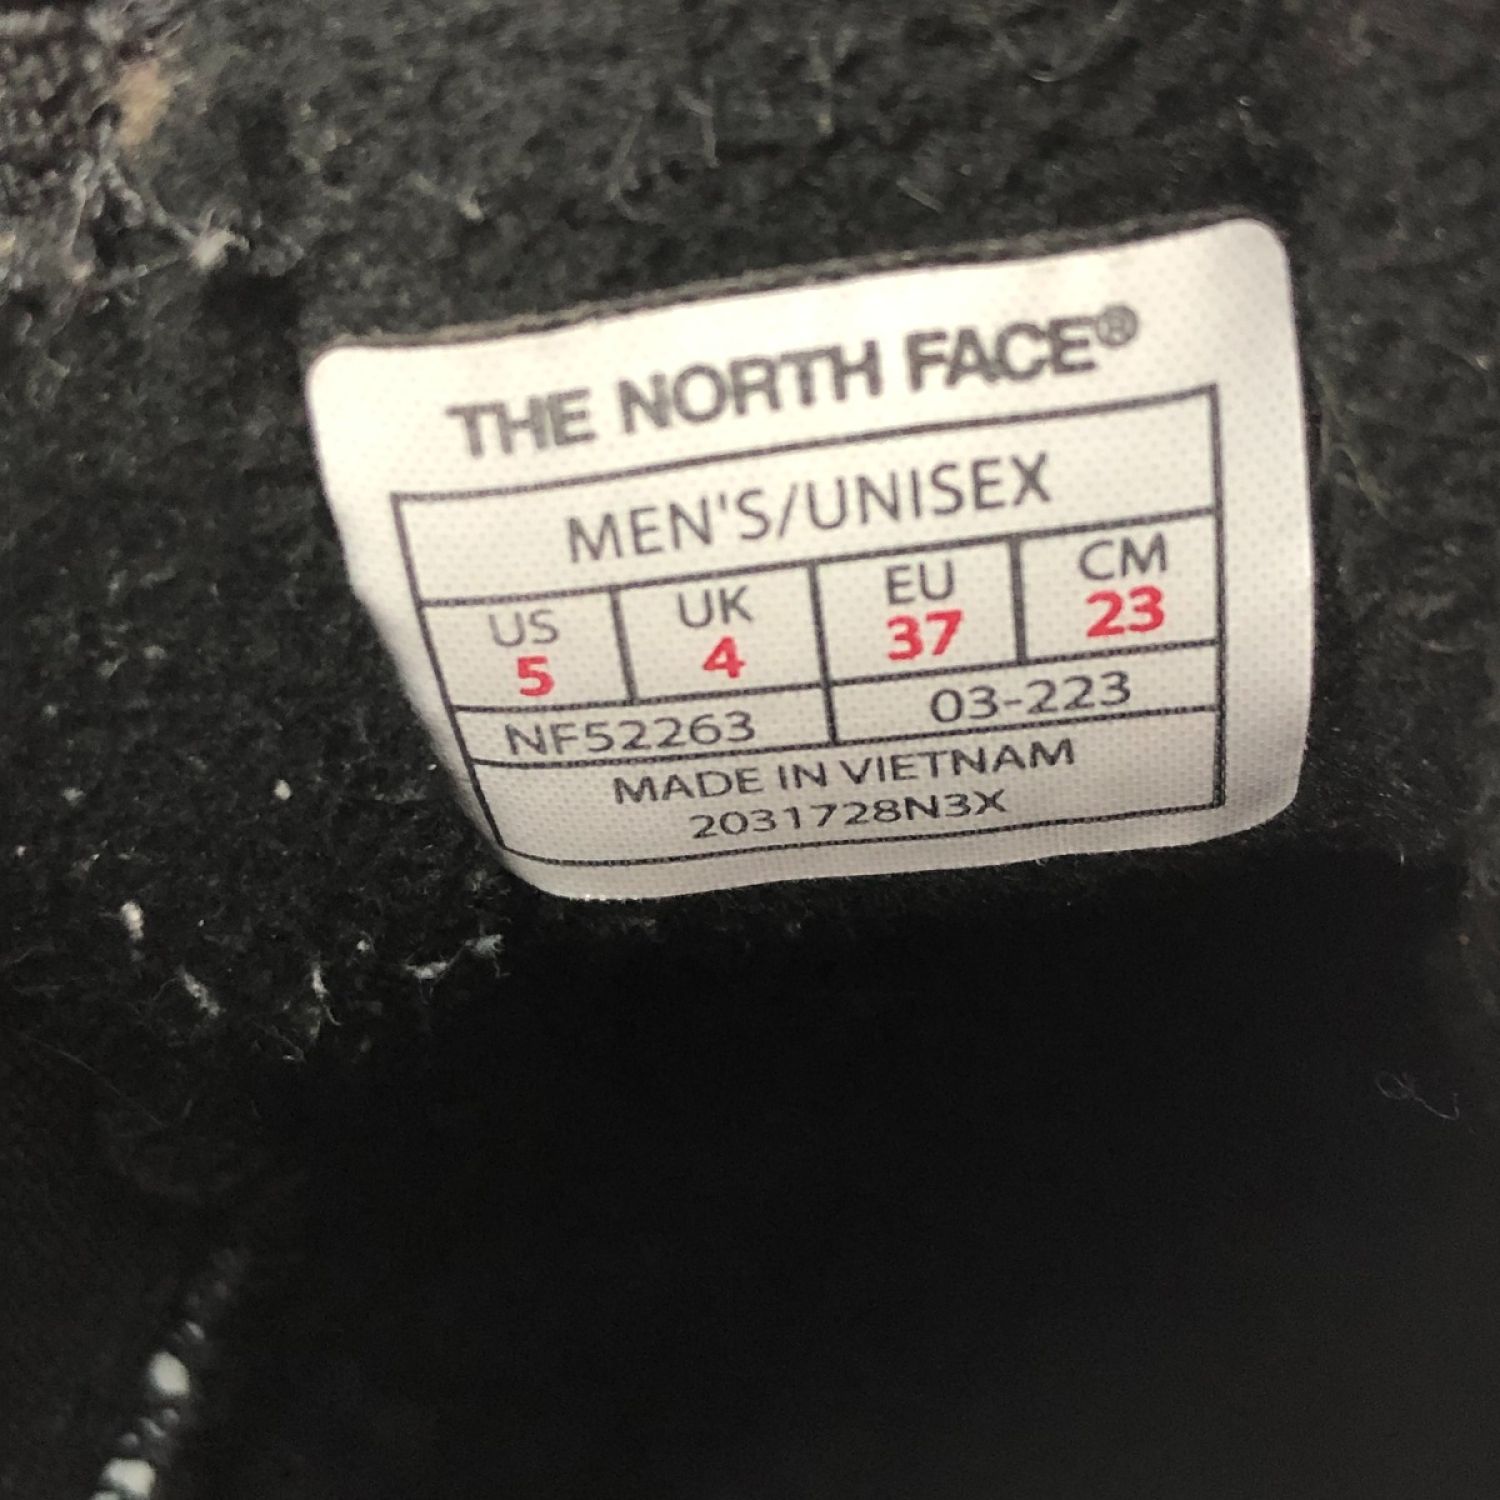 THE NORTH FACE®
MEN'S/UNISEX
US UK EU CM
5 4 37 23
NF52263 03-223
MADE IN VIETNAM
2031728N3X